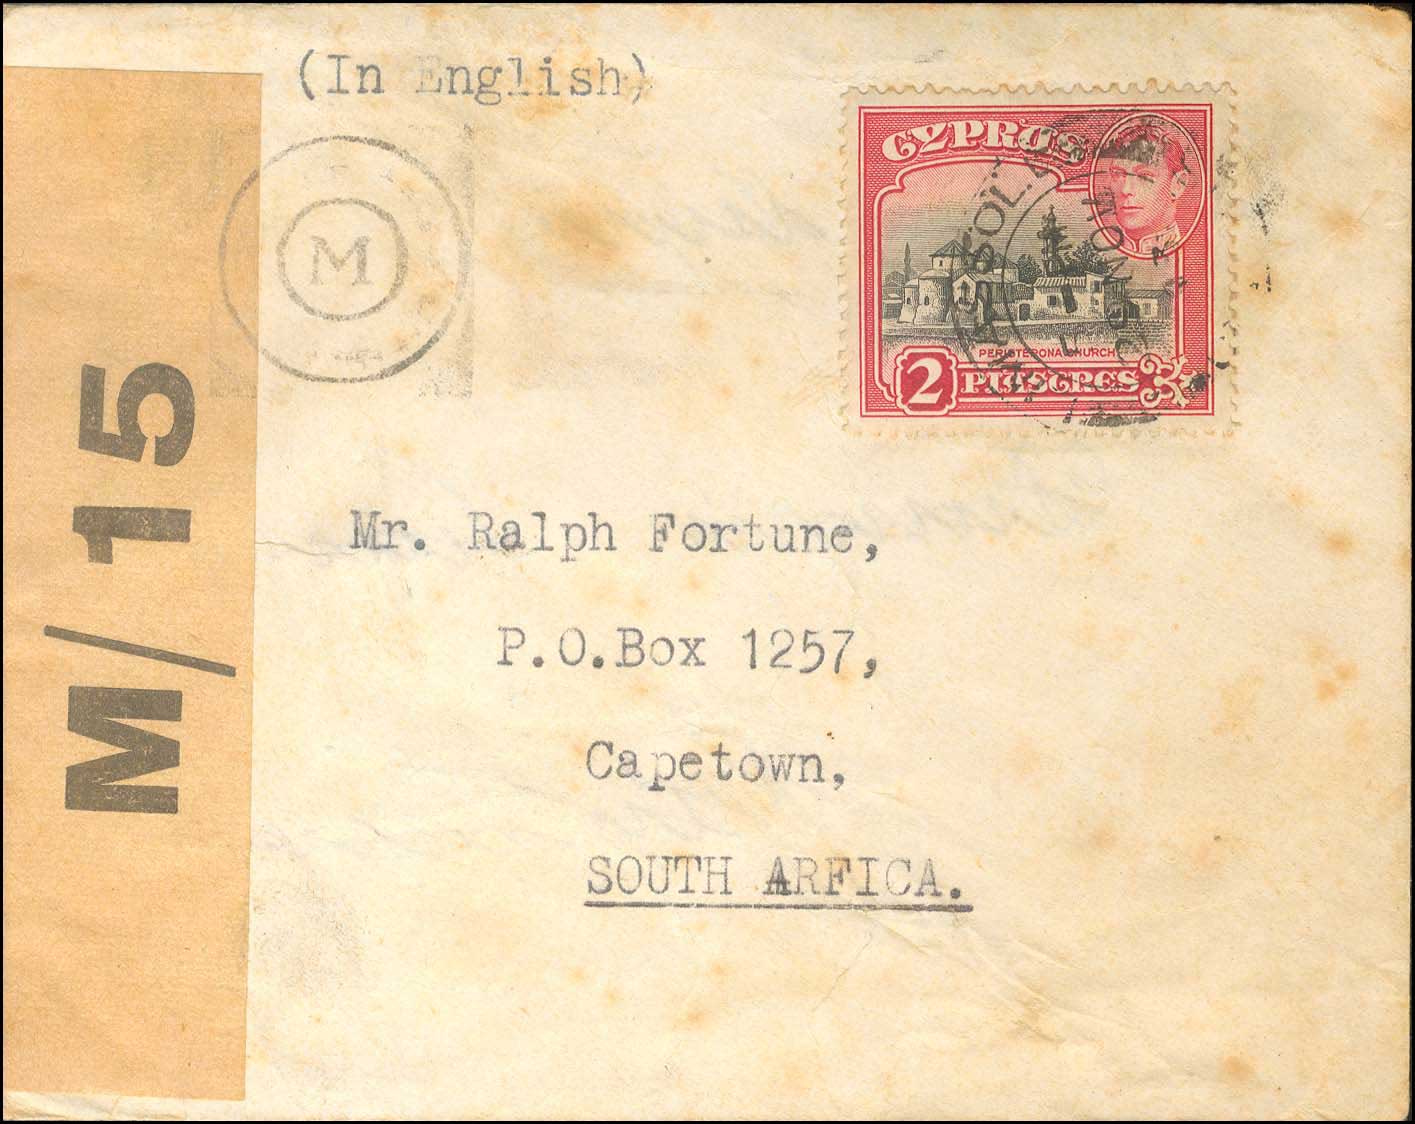 (In English)
M
CYPRUS
PERISTERONA CHURCH
2 PIASTRES
M/15
Mr. Ralph Fortune,
P.O.Box 1257,
Capetown,
SOUTH ARFICA.